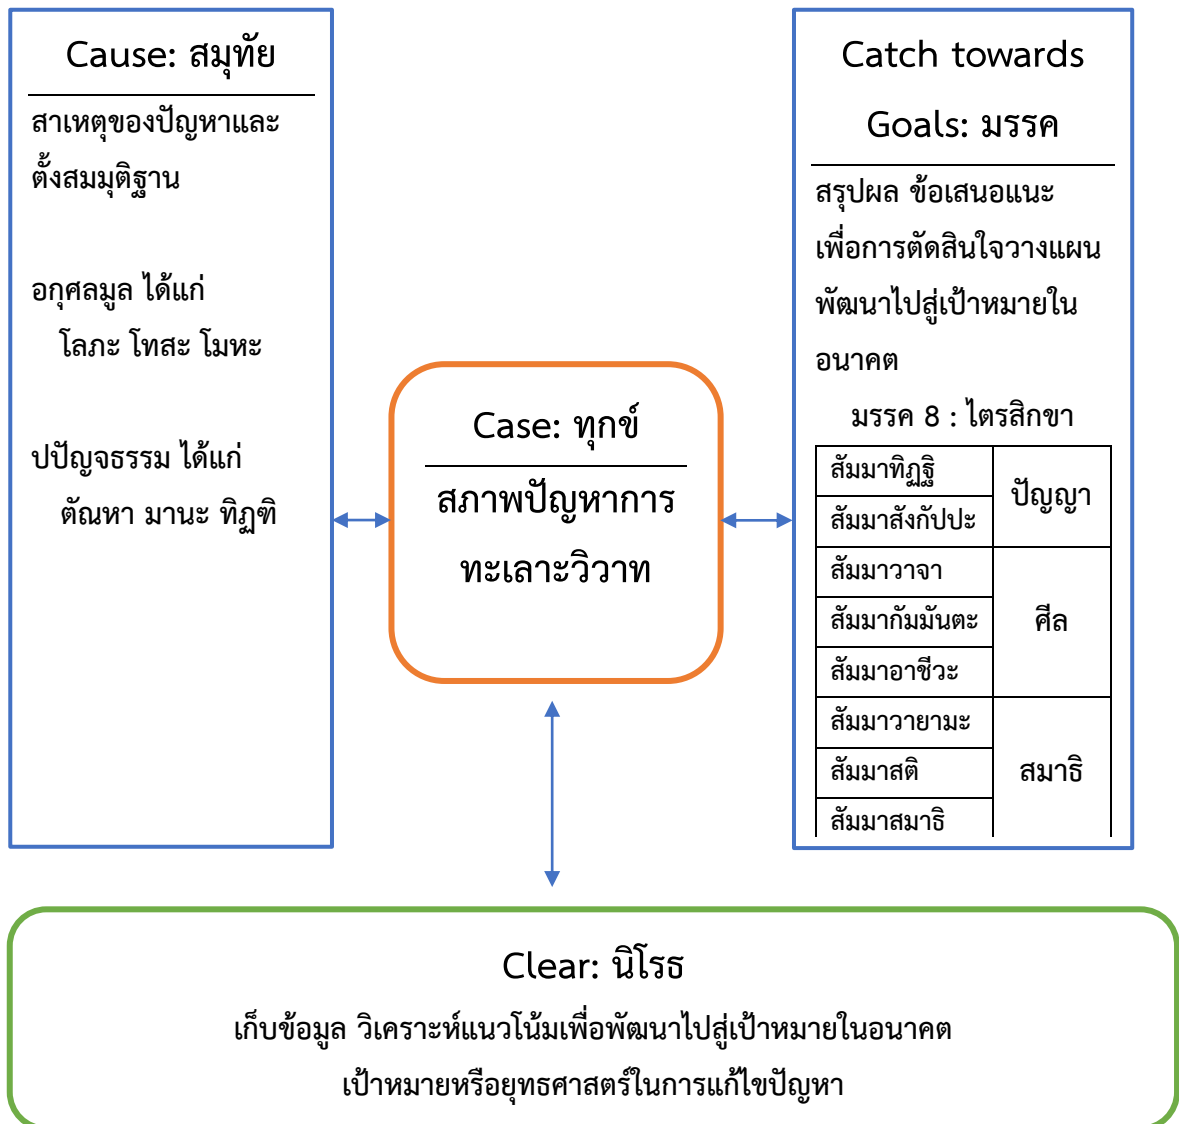 Cause: สมุทัย
สาเหตุของปัญหาและ
ตั้งสมมุติฐาน
อกุศลมูล ได้แก่
โลภะ โทสะ โมหะ
ปปัญจธรรม ได้แก่
ตัณหา มานะ ทิฏฑิ
Case: ทุกข์
สภาพปัญหาการ
ทะเลาะวิวาท
Catch towards
Goals: มรรค
สรุปผล ข้อเสนอแนะ
เพื่อการตัดสินใจวางแผน
พัฒนาไปสู่เป้าหมายใน
อนาคต
มรรค 8 : ไตรสิกขา
สัมมาทิฏฐิ
สัมมาสังกัปปะ
ปัญญา
สัมมาวาจา
สัมมากัมมันตะ
สัมมาอาชีวะ
ศีล
สัมมาวายามะ
สัมมาสติ
สัมมาสมาธิ
สมาธิ
Clear: นิโรธ
เก็บข้อมูล วิเคราะห์แนวโน้มเพื่อพัฒนาไปสู่เป้าหมายในอนาคต
เป้าหมายหรือยุทธศาสตร์ในการแก้ไขปัญหา